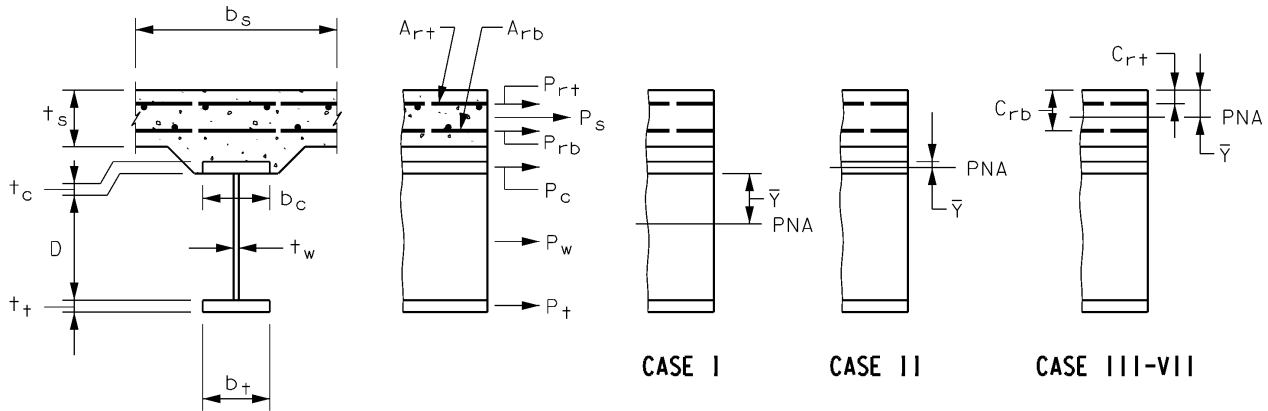 b_s
t_s
t_c
b_c
D
t_w
t_t
b_t
A_rt
A_rb
P_rt
P_s
P_rb
P_c
P_w
P_t
Ȳ
PNA
CASE I
PNA
Ȳ
CASE II
C_rt
C_rb
PNA
Ȳ
CASE III-VII